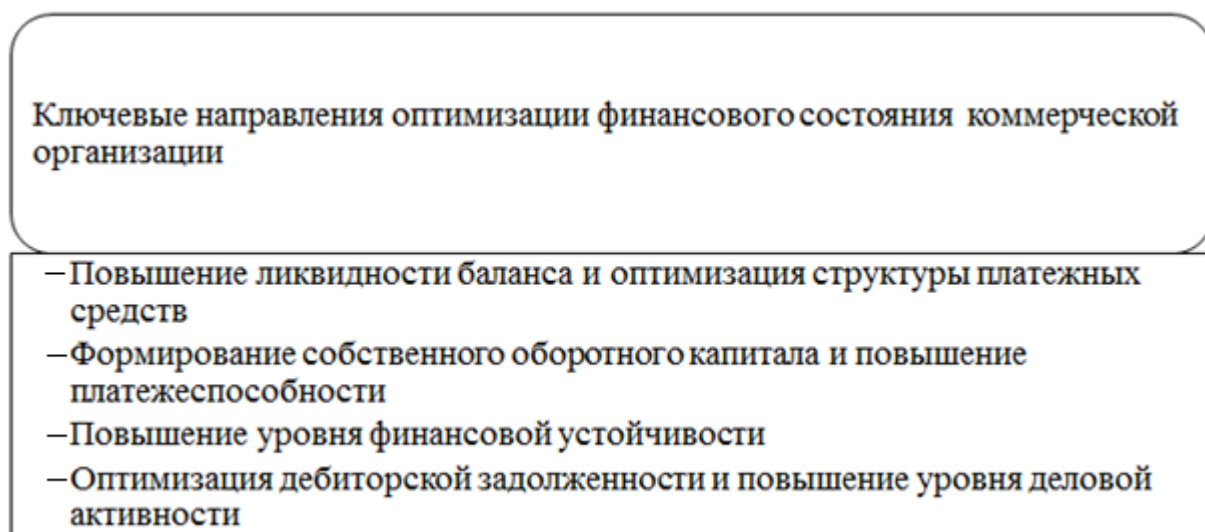 Ключевые направления оптимизации финансового состояния коммерческой
организации
–Повышение ликвидности баланса и оптимизация структуры платежных
средств
–Формирование собственного оборотного капитала и повышение
платежеспособности
–Повышение уровня финансовой устойчивости
–Оптимизация дебиторской задолженности и повышение уровня деловой
активности